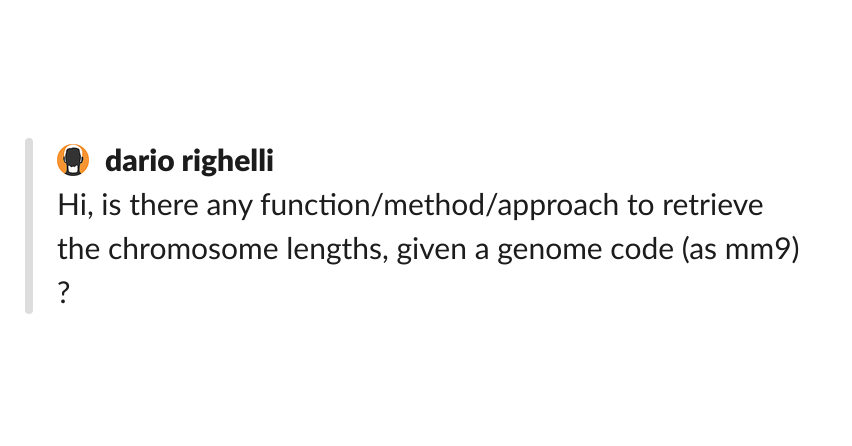 dario righelli
Hi, is there any function/method/approach to retrieve
the chromosome lengths, given a genome code (as mm9)
?